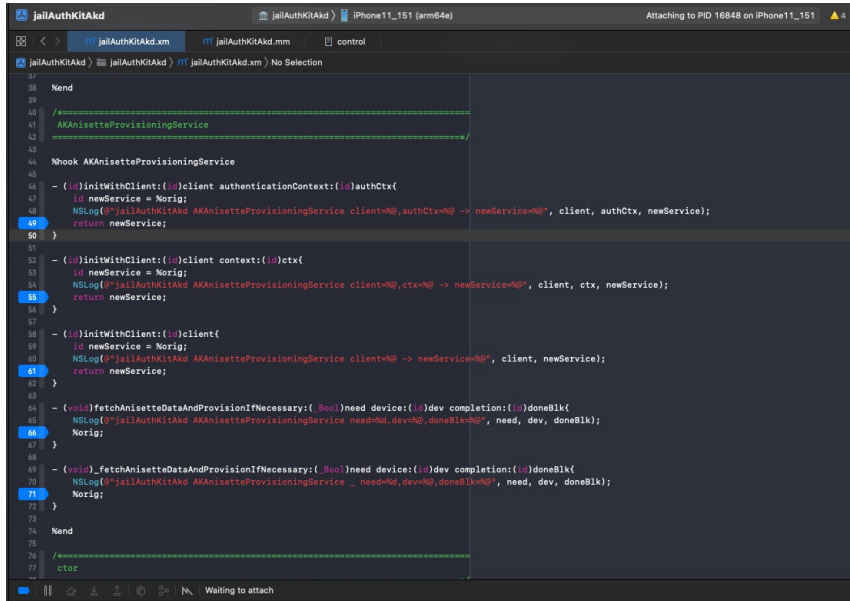 jailAuthKitAkd jailAuthKitAkd 〉 iPhone11_151 (arm64e) Attaching to PID 16848 on iPhone11_151 4
jailAuthKitAkd.xm jailAuthKitAkd.mm control
jailAuthKitAkd 〉 jailAuthKitAkd 〉 jailAuthKitAkd.xm 〉 No Selection
37
38 %end
39
40 /*==============================================================================
41 AKAnisetteProvisioningService
42 ==============================================================================*/
43
44 %hook AKAnisetteProvisioningService
45
46 - (id)initWithClient:(id)client authenticationContext:(id)authCtx{
47 id newService = %orig;
48 NSLog(@"jailAuthKitAkd AKAnisetteProvisioningService client=%@,authCtx=%@ -> newService=%@", client, authCtx, newService);
49 return newService;
50 }
51
52 - (id)initWithClient:(id)client context:(id)ctx{
53 id newService = %orig;
54 NSLog(@"jailAuthKitAkd AKAnisetteProvisioningService client=%@,ctx=%@ -> newService=%@", client, ctx, newService);
55 return newService;
56 }
57
58 - (id)initWithClient:(id)client{
59 id newService = %orig;
60 NSLog(@"jailAuthKitAkd AKAnisetteProvisioningService client=%@ -> newService=%@", client, newService);
61 return newService;
62 }
63
64 - (void)fetchAnisetteDataAndProvisionIfNecessary:(_Bool)need device:(id)dev completion:(id)doneBlk{
65 NSLog(@"jailAuthKitAkd AKAnisetteProvisioningService need=%d,dev=%@,doneBlk=%@", need, dev, doneBlk);
66 %orig;
67 }
68
69 - (void)_fetchAnisetteDataAndProvisionIfNecessary:(_Bool)need device:(id)dev completion:(id)doneBlk{
70 NSLog(@"jailAuthKitAkd AKAnisetteProvisioningService _ need=%d,dev=%@,doneBlk=%@", need, dev, doneBlk);
71 %orig;
72 }
73
74 %end
75
76 /*==============================================================================
77 ctor
Waiting to attach